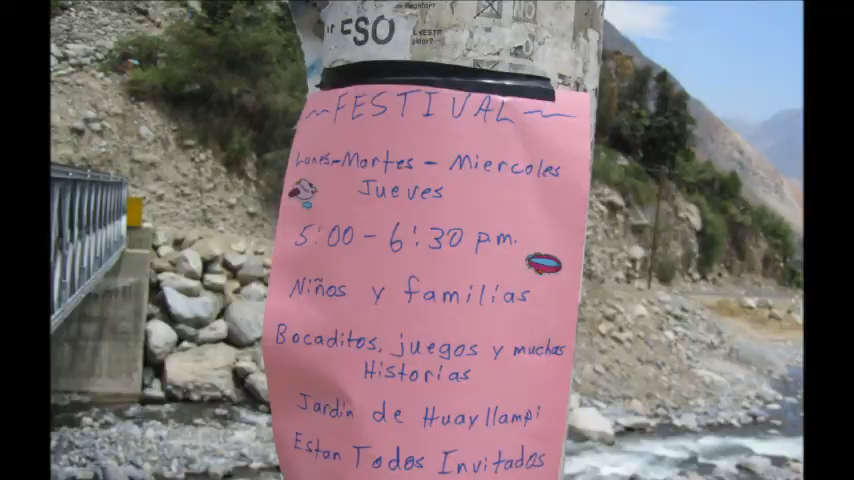 ESO
NO
~FESTIVAL~
Lunes-Martes - Miercoles
Jueves
5:00 - 6:30 p.m.
Niños y familias
Bocaditos, juegos y muchas
Historias
Jardin de Huayllampi
Estan Todos Invitados